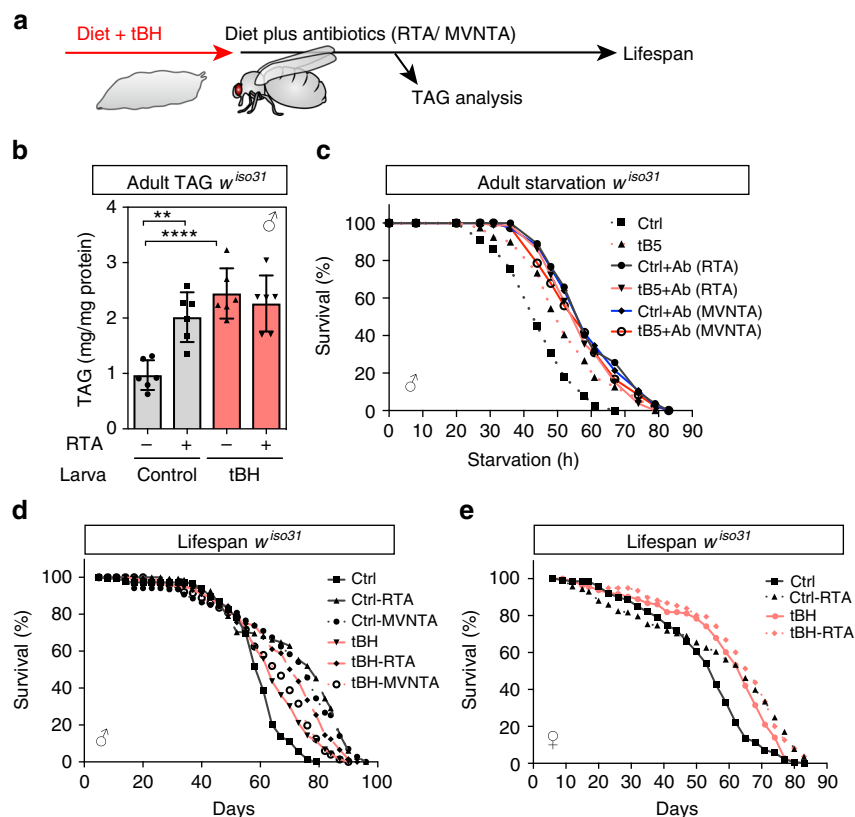 a
Diet + tBH
Diet plus antibiotics (RTA/ MVNTA)
Lifespan
TAG analysis
b
Adult TAG w^iso31
TAG (mg/mg protein)
4
3
2
1
0
**
****
♂
RTA − + − +
Larva Control tBH
c
Adult starvation w^iso31
Survival (%)
100
80
60
40
20
0
Ctrl
tB5
Ctrl+Ab (RTA)
tB5+Ab (RTA)
Ctrl+Ab (MVNTA)
tB5+Ab (MVNTA)
♂
0 10 20 30 40 50 60 70 80 90
Starvation (h)
d
Lifespan w^iso31
Survival (%)
100
80
60
40
20
0
Ctrl
Ctrl-RTA
Ctrl-MVNTA
tBH
tBH-RTA
tBH-MVNTA
♂
0 20 40 60 80 100
Days
e
Lifespan w^iso31
Survival (%)
100
80
60
40
20
0
Ctrl
Ctrl-RTA
tBH
tBH-RTA
♀
0 10 20 30 40 50 60 70 80 90
Days